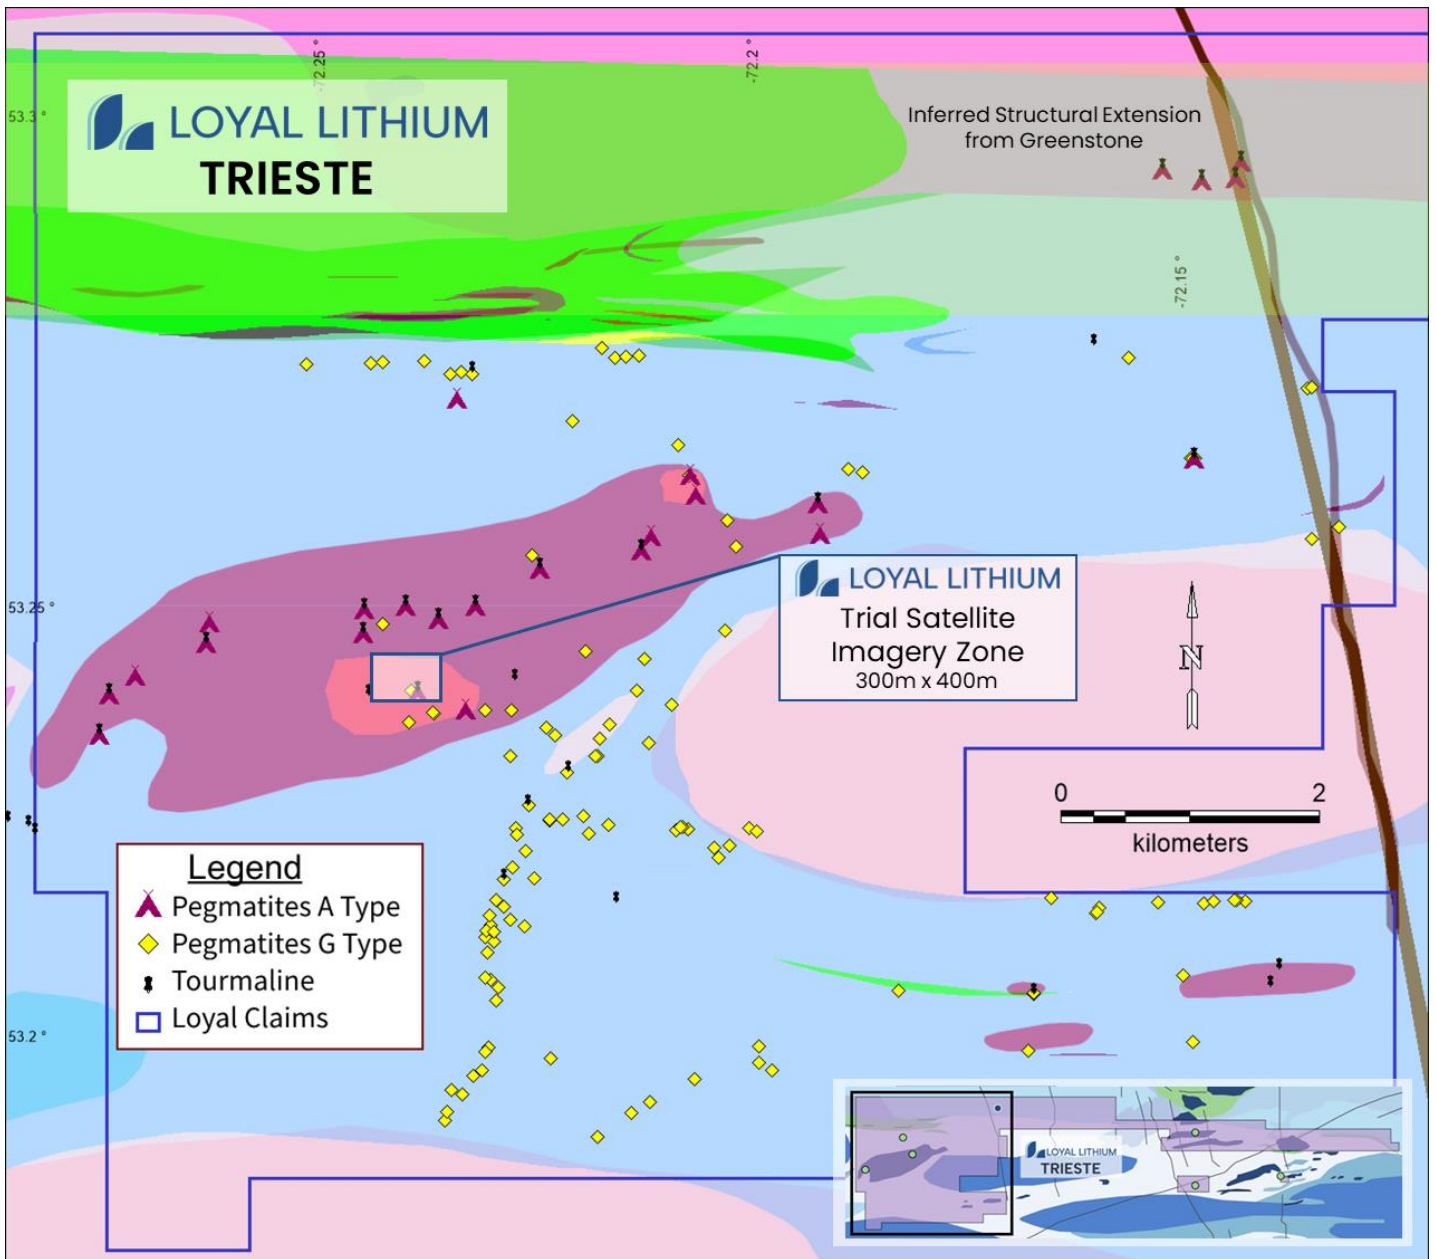 -72.25 °
-72.2 °
53.3 °
LOYAL LITHIUM
TRIESTE
Inferred Structural Extension
from Greenstone
-72.15 °
53.25 °
LOYAL LITHIUM
Trial Satellite
Imagery Zone
300m x 400m
N
0 2
kilometers
Legend
Pegmatites A Type
Pegmatites G Type
Tourmaline
Loyal Claims
53.2 °
LOYAL LITHIUM
TRIESTE